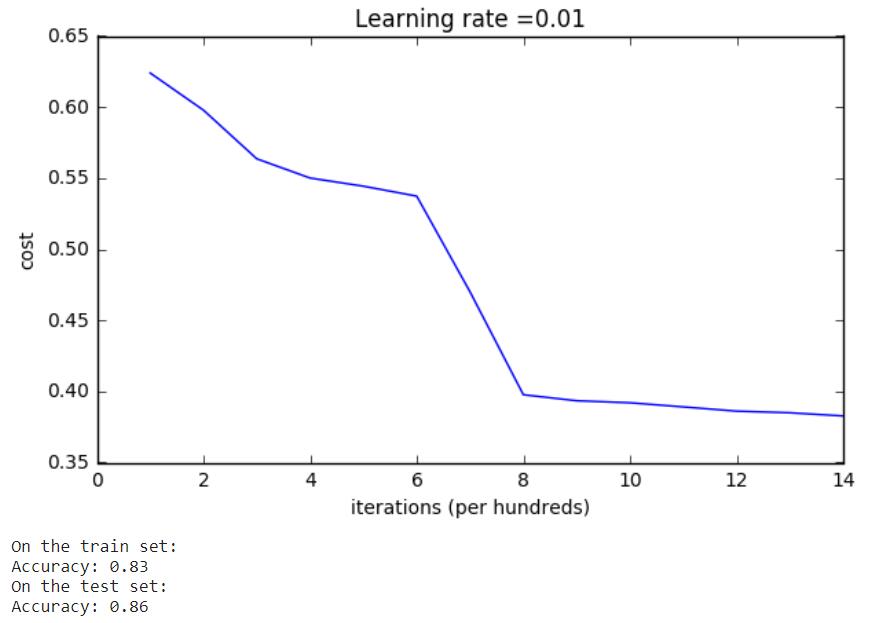 Learning rate =0.01
0.65
0.60
0.55
0.50
0.45
0.40
0.35
cost
0 2 4 6 8 10 12 14
iterations (per hundreds)
On the train set:
Accuracy: 0.83
On the test set:
Accuracy: 0.86